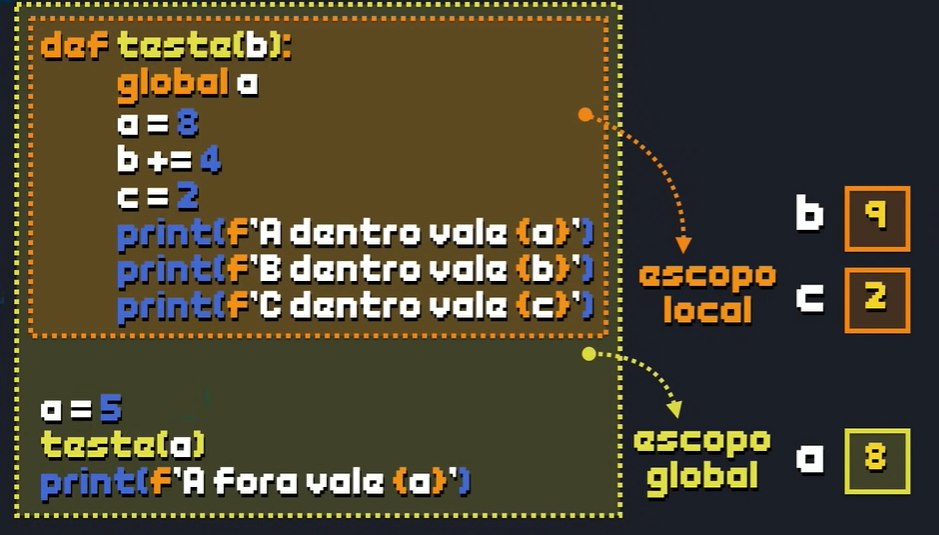 def teste(b):
global a
a = 8
b += 4
c = 2
print(f'A dentro vale {a}')
print(f'B dentro vale {b}')
print(f'C dentro vale {c}')
a = 5
teste(a)
print(f'A fora vale {a}')
escopo
local
b 9
c 2
escopo
global
a 8